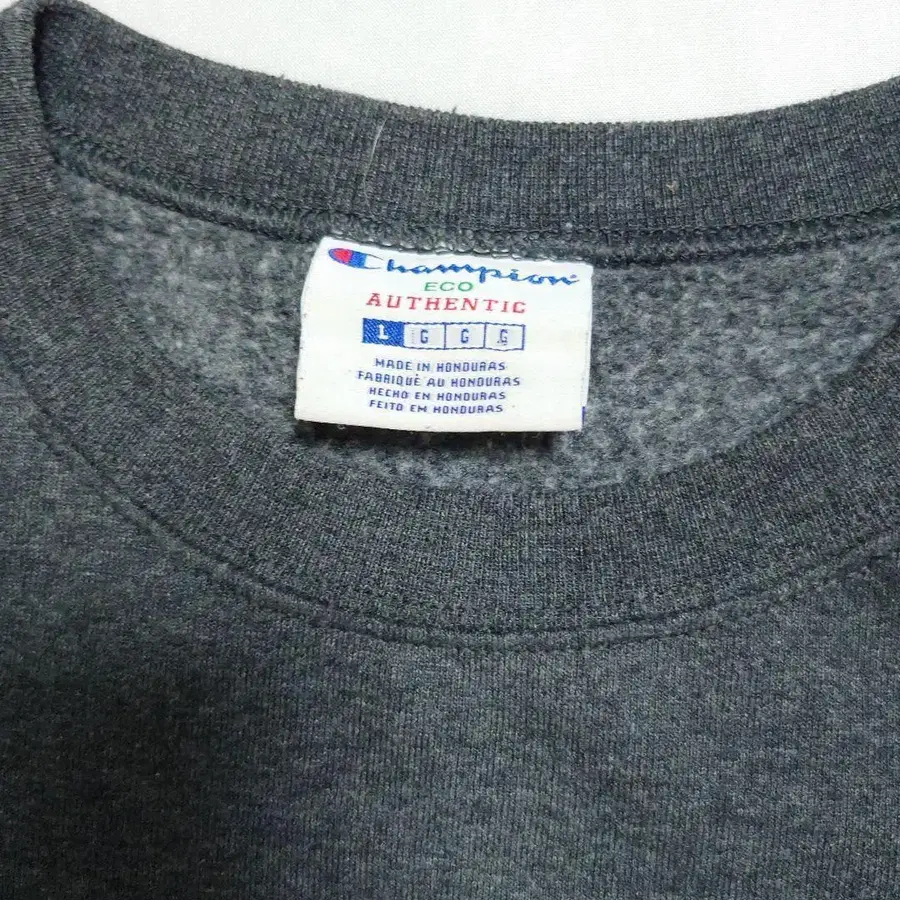 Champion
ECO
AUTHENTIC
L G G G
MADE IN HONDURAS
FABRIQUÉ AU HONDURAS
HECHO EN HONDURAS
FEITO EM HONDURAS